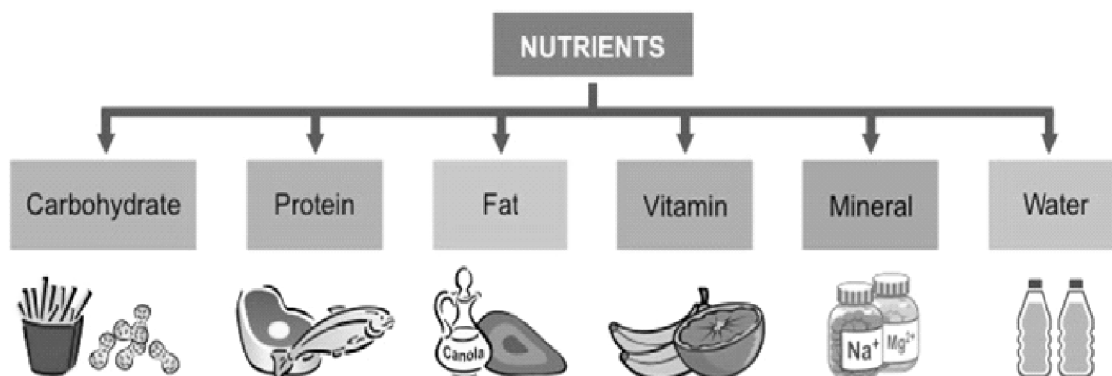 NUTRIENTS
Carbohydrate
Protein
Fat
Vitamin
Mineral
Water
Canola
Na+
Mg2+